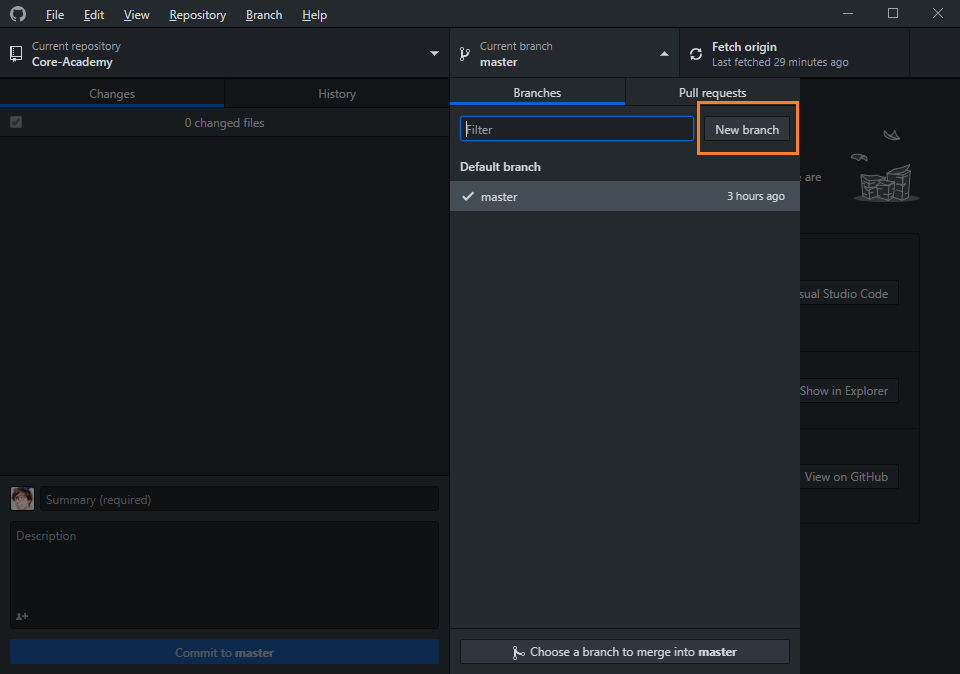 File Edit View Repository Branch Help
Current repository
Core-Academy
Current branch
master
Fetch origin
Last fetched 29 minutes ago
Changes History
0 changed files
Branches Pull requests
Filter
New branch
Default branch
master 3 hours ago
are
sual Studio Code
Show in Explorer
View on GitHub
Summary (required)
Description
Commit to master
Choose a branch to merge into master